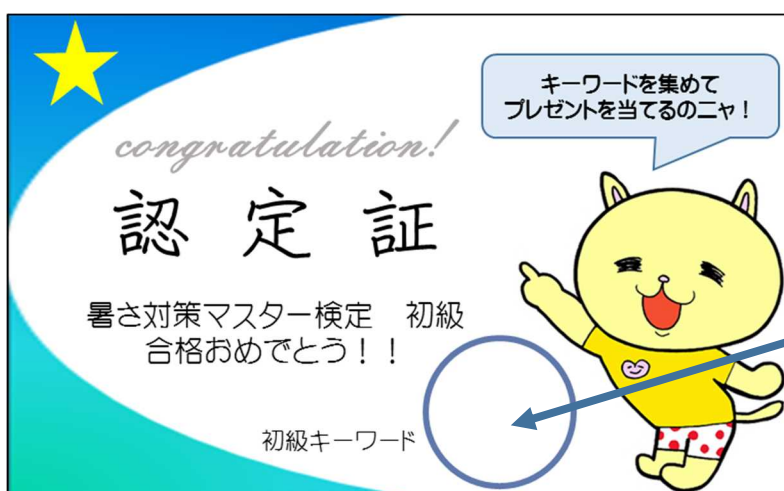 キーワードを集めて
プレゼントを当てるのニャ！
congratulation!
認 定 証
暑さ対策マスター検定　初級
合格おめでとう！！
初級キーワード